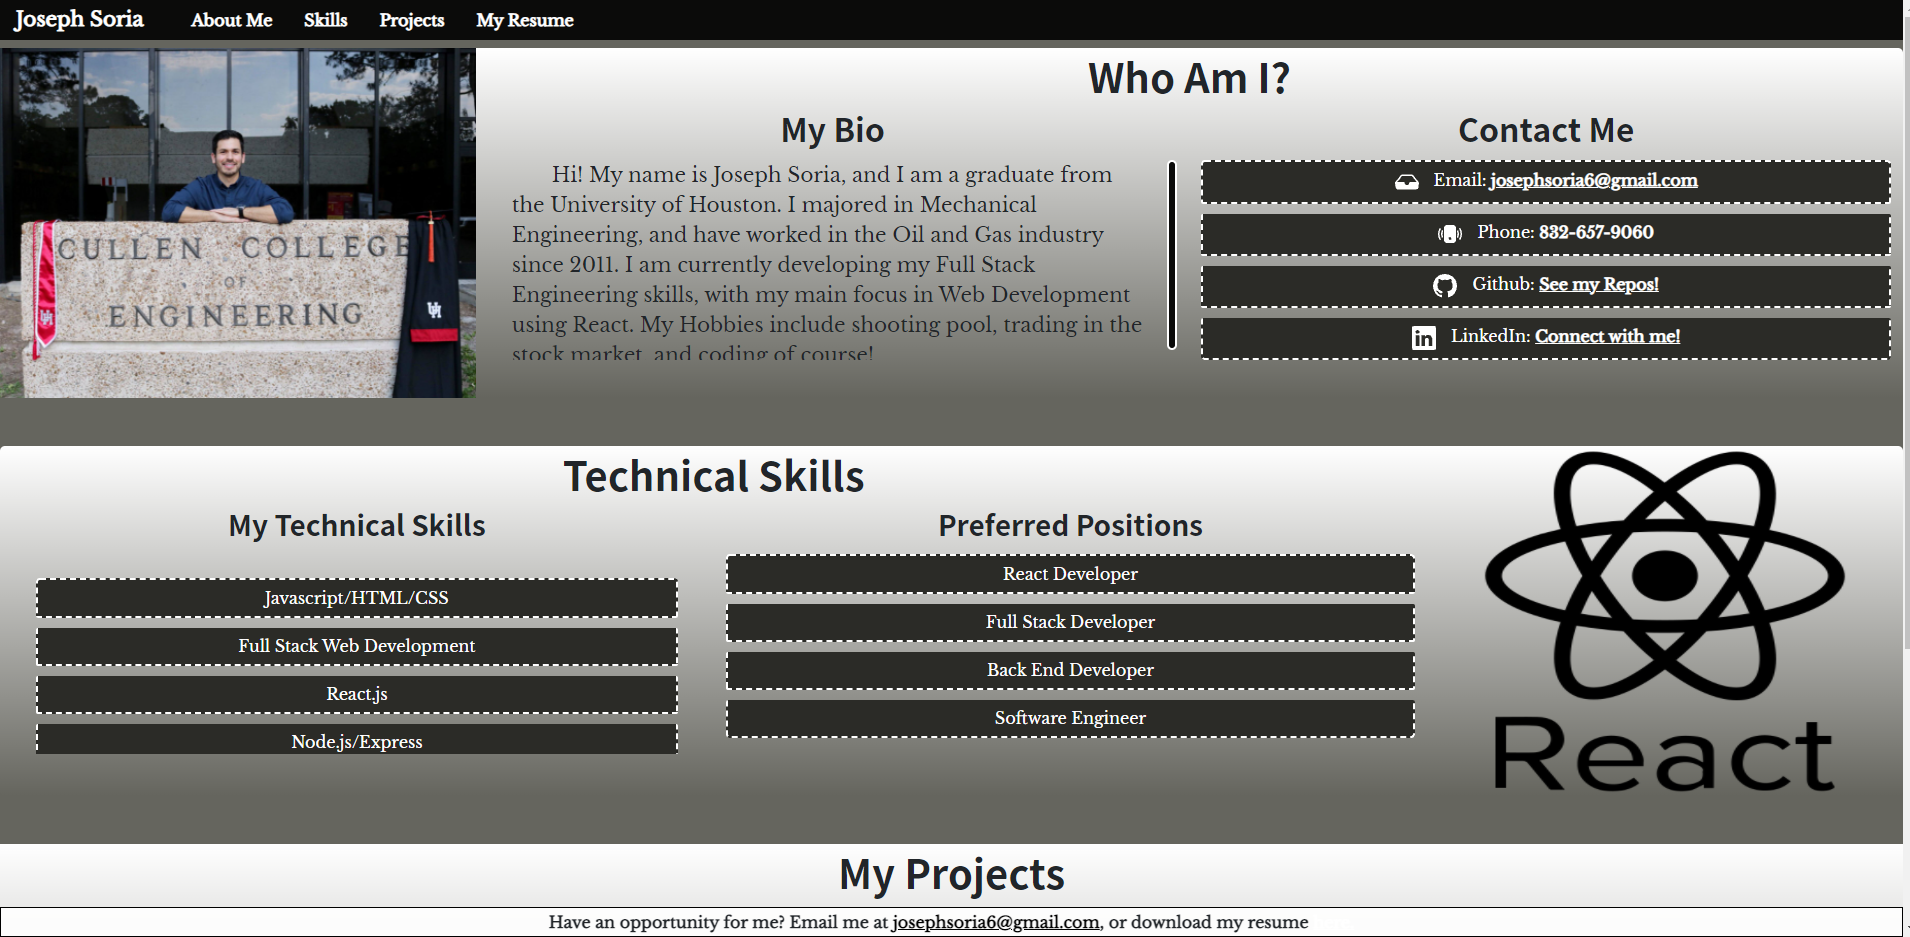 Joseph Soria About Me Skills Projects My Resume
CULLEN COLLEGE
OF
ENGINEERING
UH
UH
Who Am I?
My Bio
Hi! My name is Joseph Soria, and I am a graduate from
the University of Houston. I majored in Mechanical
Engineering, and have worked in the Oil and Gas industry
since 2011. I am currently developing my Full Stack
Engineering skills, with my main focus in Web Development
using React. My Hobbies include shooting pool, trading in the
stock market, and coding of course!
Contact Me
Email: josephsoria6@gmail.com
Phone: 832-657-9060
Github: See my Repos!
LinkedIn: Connect with me!
Technical Skills
My Technical Skills
Javascript/HTML/CSS
Full Stack Web Development
React.js
Node.js/Express
Preferred Positions
React Developer
Full Stack Developer
Back End Developer
Software Engineer
React
My Projects
Have an opportunity for me? Email me at josephsoria6@gmail.com, or download my resume